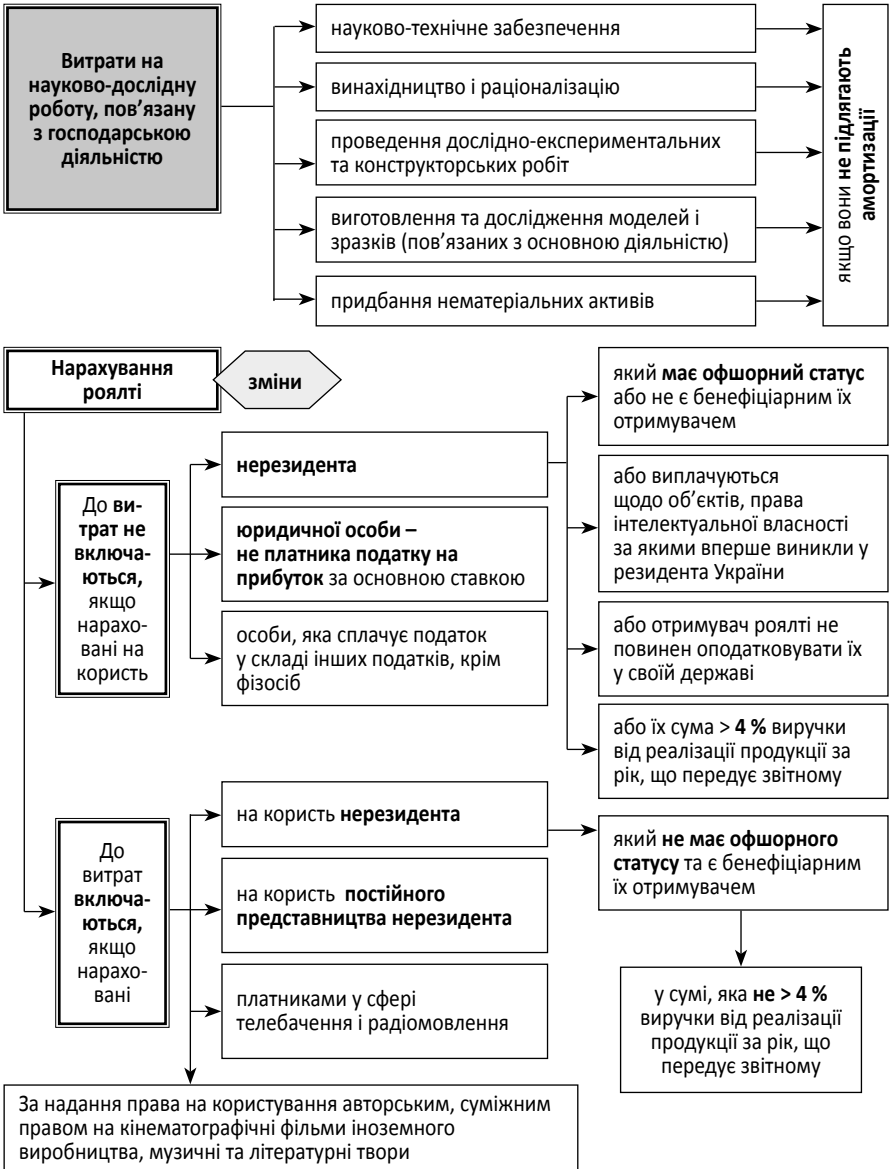 Витрати на
науково-дослідну
роботу, пов’язану
з господарською
діяльністю
науково-технічне забезпечення
винахідництво і раціоналізацію
проведення дослідно-експериментальних
та конструкторських робіт
виготовлення та дослідження моделей і
зразків (пов’язаних з основною діяльністю)
придбання нематеріальних активів
якщо вони не підлягають
амортизації
Нарахування
роялті
зміни
До ви-
трат не
включа-
ються,
якщо
нарахо-
вані на
користь
нерезидента
юридичної особи –
не платника податку на
прибуток за основною ставкою
особи, яка сплачує податок
у складі інших податків, крім
фізосіб
який має офшорний статус
або не є бенефіціарним їх
отримувачем
або виплачуються
щодо об’єктів, права
інтелектуальної власності
за якими вперше виникли у
резидента України
або отримувач роялті не
повинен оподатковувати їх
у своїй державі
або їх сума > 4 % виручки
від реалізації продукції за
рік, що передує звітному
До
витрат
включа-
ються,
якщо
нарахо-
вані
на користь нерезидента
на користь постійного
представництва нерезидента
платниками у сфері
телебачення і радіомовлення
який не має офшорного
статусу та є бенефіціарним
їх отримувачем
у сумі, яка не > 4 %
виручки від реалізації
продукції за рік, що
передує звітному
За надання права на користування авторським, суміжним
правом на кінематографічні фільми іноземного
виробництва, музичні та літературні твори